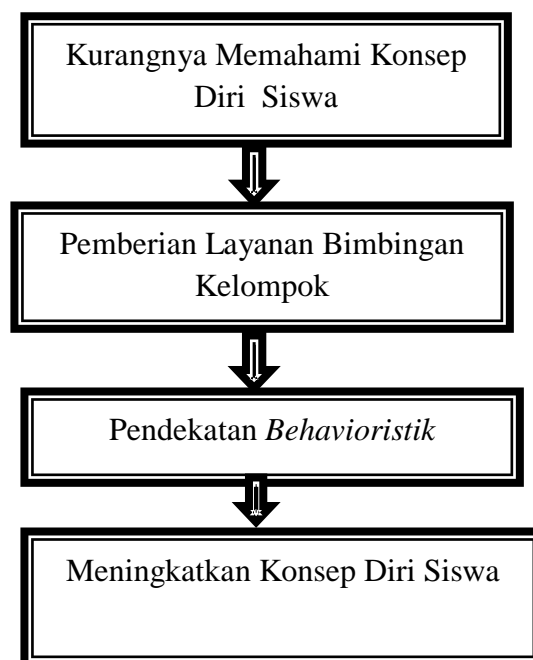 Kurangnya Memahami Konsep
Diri Siswa
Pemberian Layanan Bimbingan
Kelompok
Pendekatan Behavioristik
Meningkatkan Konsep Diri Siswa